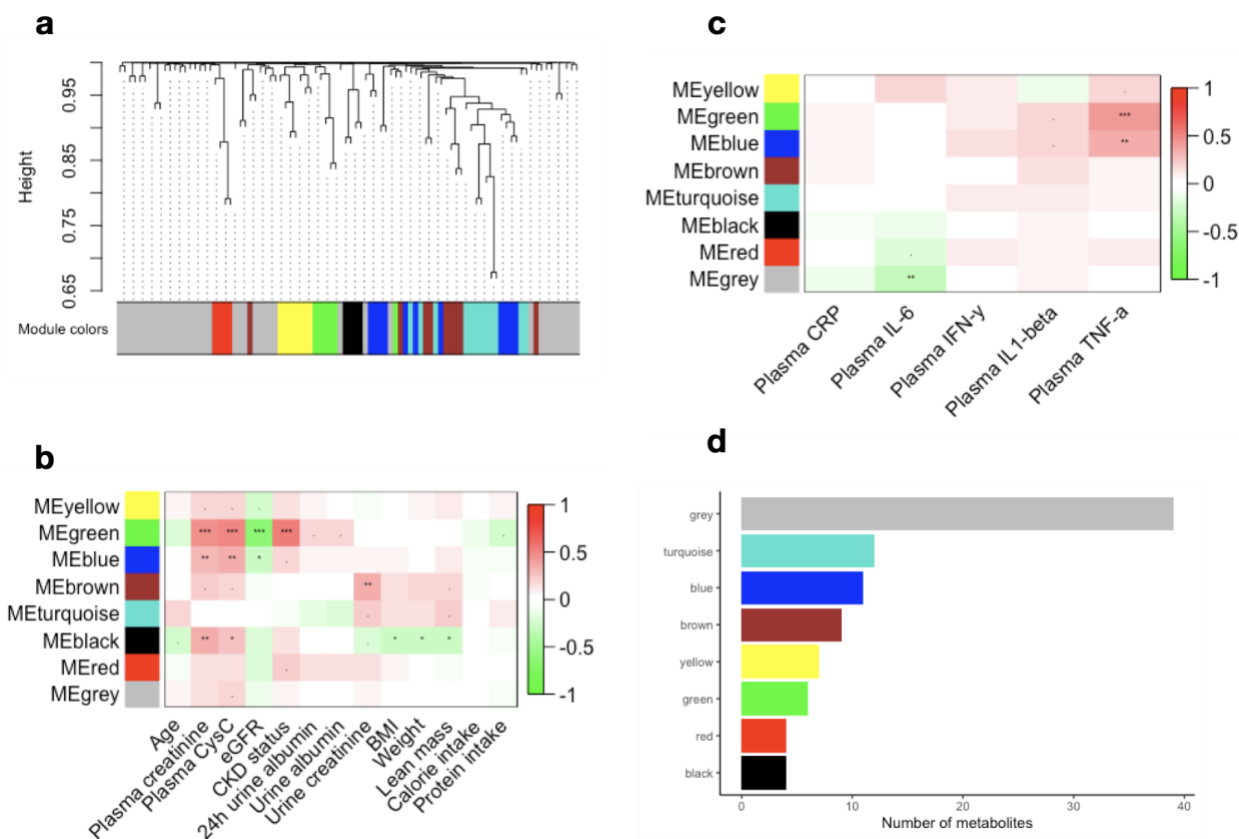 a
Height
0.95
0.85
0.75
0.65
Module colors
c
MEyellow
MEgreen
MEblue
MEbrown
MEturquoise
MEblack
MEred
MEgrey
.
. ***
. **
.
**
1
0.5
0
-0.5
-1
Plasma CRP
Plasma IL-6
Plasma IFN-y
Plasma IL1-beta
Plasma TNF-a
b
MEyellow
MEgreen
MEblue
MEbrown
MEturquoise
MEblack
MEred
MEgrey
. . .
*** *** *** *** . . .
** ** * .
. . ** .
. .
. ** * . * * *
.
.
1
0.5
0
-0.5
-1
Age
Plasma creatinine
Plasma CysC
eGFR
CKD status
24h urine albumin
Urine albumin
Urine creatinine
BMI
Weight
Lean mass
Calorie intake
Protein intake
d
grey
turquoise
blue
brown
yellow
green
red
black
0 10 20 30 40
Number of metabolites